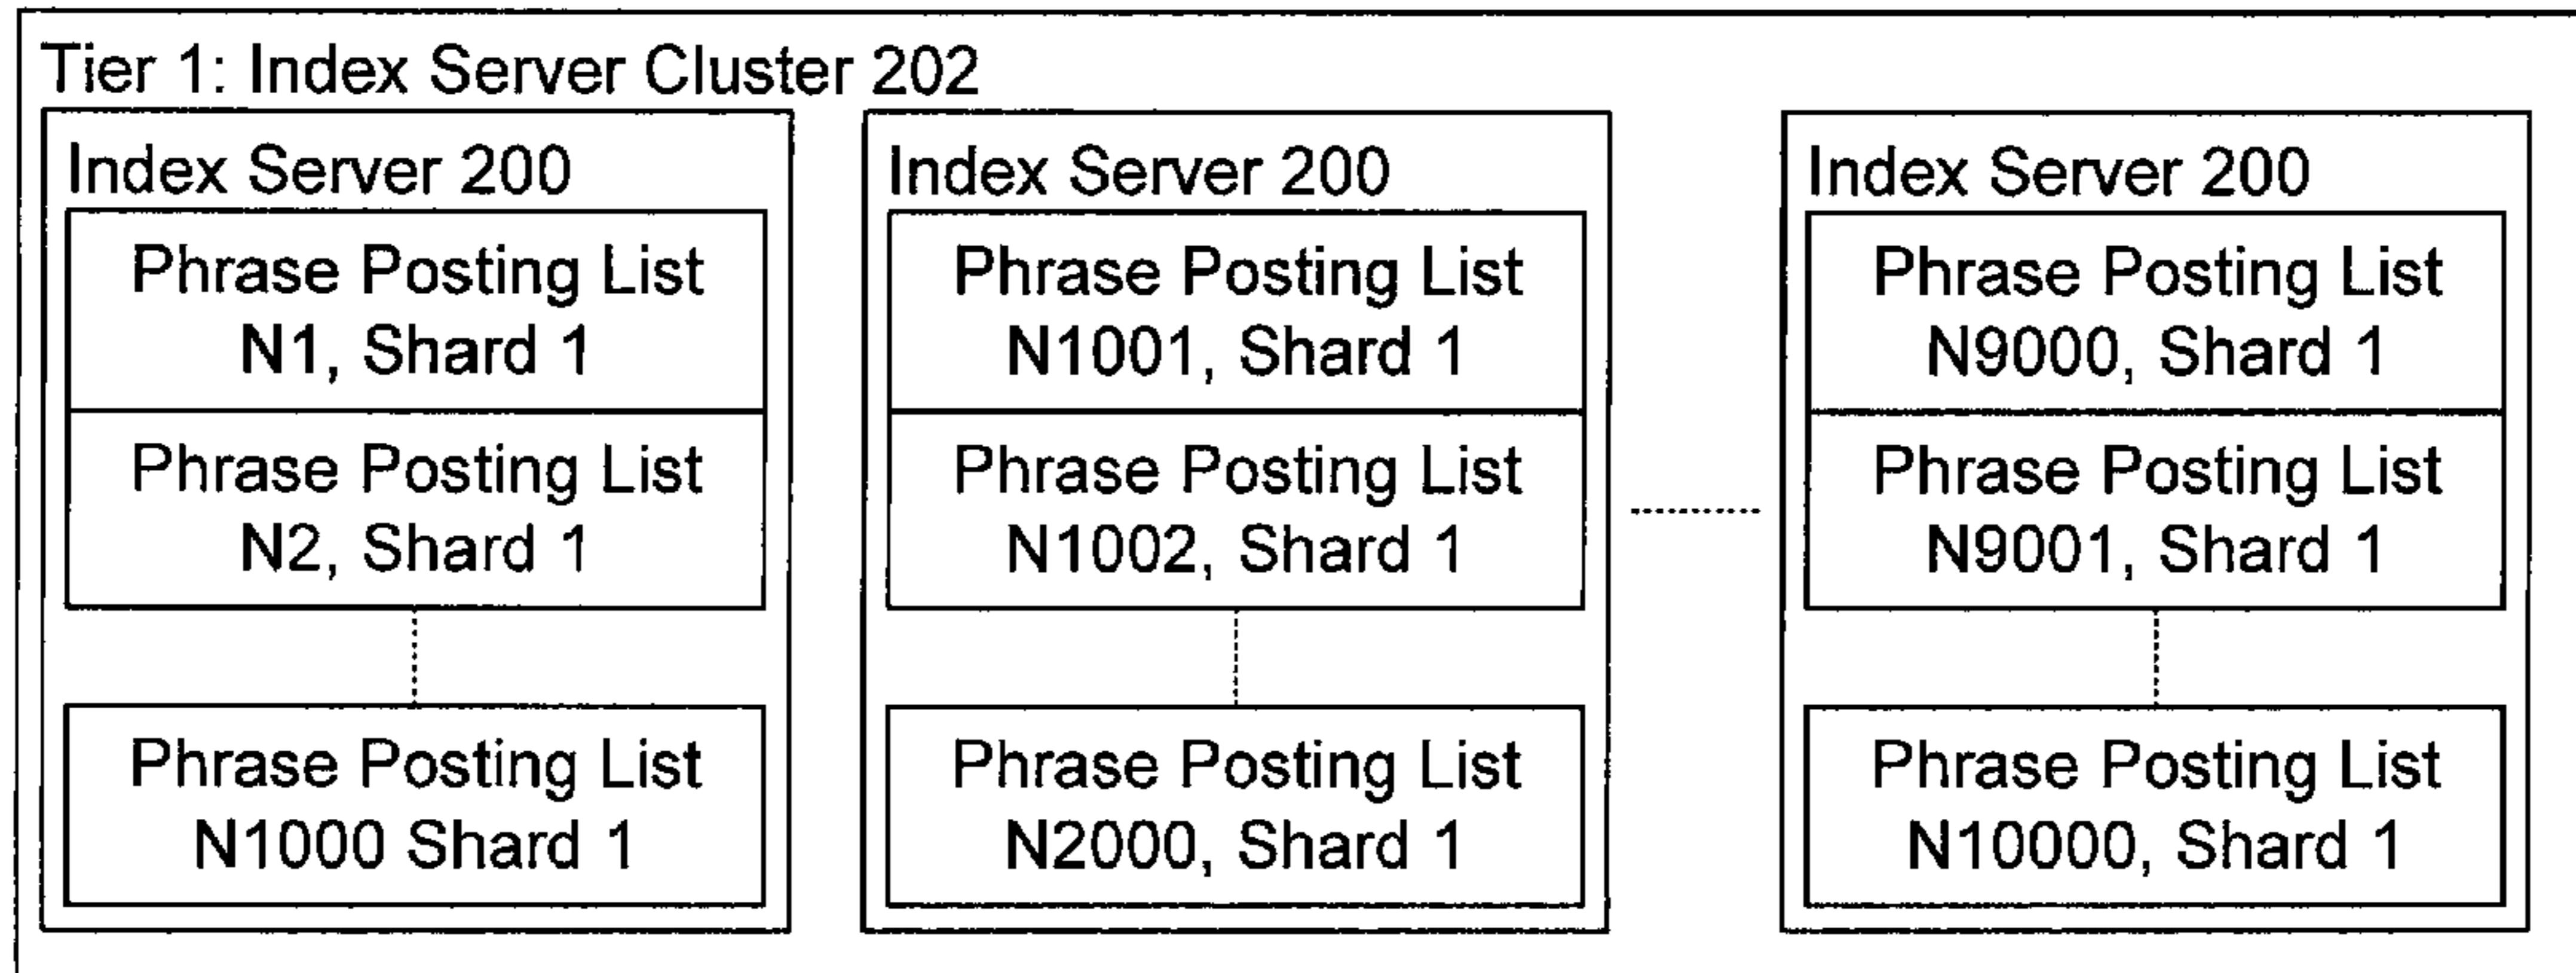 Tier 1: Index Server Cluster 202
Index Server 200
Phrase Posting List
N1, Shard 1
Phrase Posting List
N2, Shard 1
Phrase Posting List
N1000 Shard 1
Index Server 200
Phrase Posting List
N1001, Shard 1
Phrase Posting List
N1002, Shard 1
Phrase Posting List
N2000, Shard 1
Index Server 200
Phrase Posting List
N9000, Shard 1
Phrase Posting List
N9001, Shard 1
Phrase Posting List
N10000, Shard 1